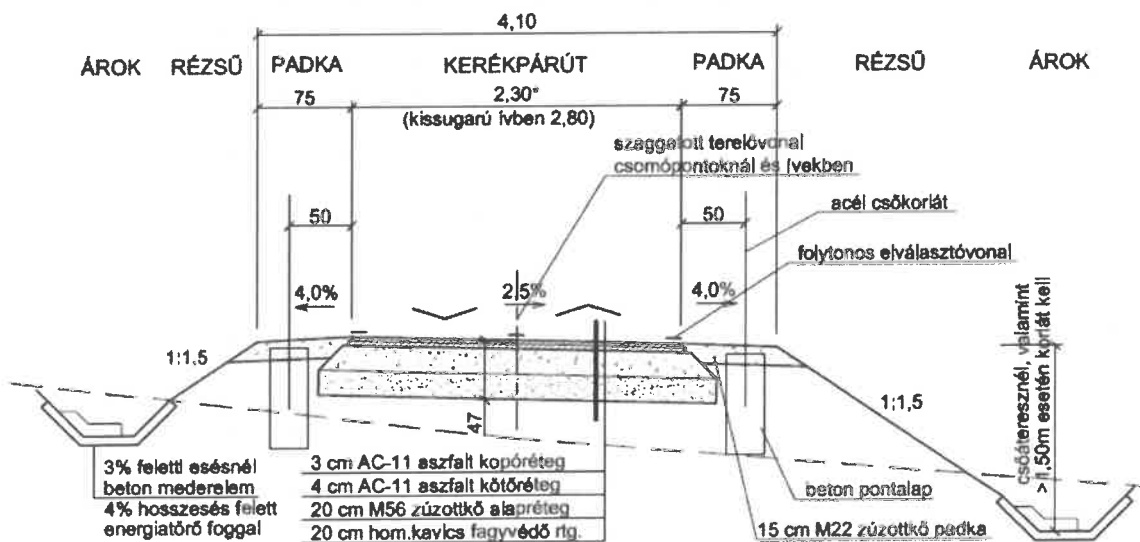 4,10
ÁROK RÉZSŰ PADKA KERÉKPÁRÚT PADKA RÉZSŰ ÁROK
75 2,30* 75
(kissugarú ívben 2,80)
szaggatott terelővonal
csomópontoknál és ívekben
acél csőkorlát
50 50
folytonos elválasztóvonal
4,0% 2,5% 4,0%
csőáteresznél, valamint
>1,50m esetén korlát kell
1:1,5
1:1,5
47
3% feletti esésnél
beton mederelem
4% hosszesés felett
energiatörő foggal
3 cm AC-11 aszfalt kopóréteg
4 cm AC-11 aszfalt kötőréteg
20 cm M56 zúzottkő alapréteg
20 cm hom.kavics fagyvédő rtg.
beton pontalap
15 cm M22 zúzottkő padka